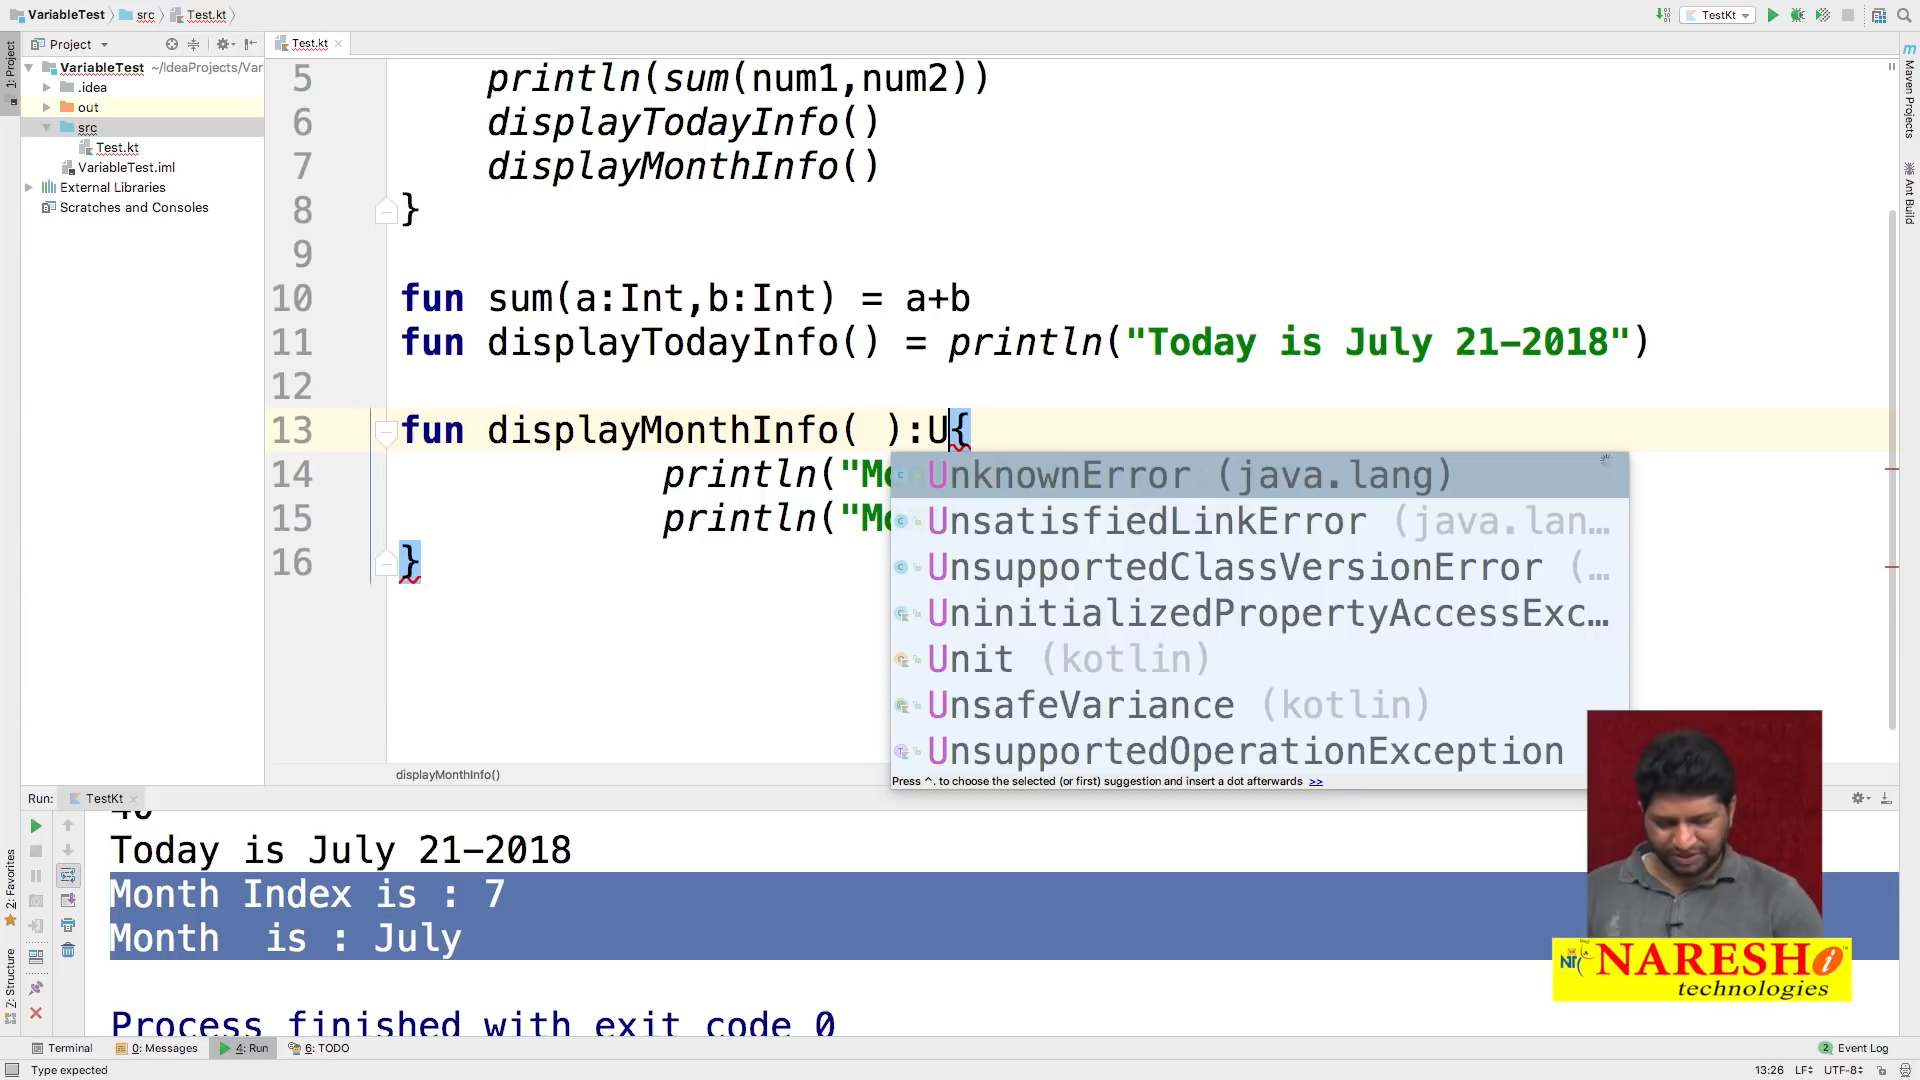 VariableTest src Test.kt
TestKt
Project
Test.kt
1: Project
VariableTest ~/IdeaProjects/Var
.idea
out
src
Test.kt
VariableTest.iml
External Libraries
Scratches and Consoles
5 println(sum(num1,num2))
6 displayTodayInfo()
7 displayMonthInfo()
8 }
9
10 fun sum(a:Int,b:Int) = a+b
11 fun displayTodayInfo() = println("Today is July 21-2018")
12
13 fun displayMonthInfo( ):U{
14 println("Mo
15 println("Mo
16 }
UnknownError (java.lang)
UnsatisfiedLinkError (java.lan…
UnsupportedClassVersionError (…
UninitializedPropertyAccessExc…
Unit (kotlin)
UnsafeVariance (kotlin)
UnsupportedOperationException
Press ^. to choose the selected (or first) suggestion and insert a dot afterwards >>
displayMonthInfo()
m
Maven Projects
Ant Build
Run: TestKt
Today is July 21-2018
Month Index is : 7
Month  is : July
Process finished with exit code 0
2: Favorites
7: Structure
NARESH i
technologies
Terminal 0: Messages 4: Run 6: TODO
2 Event Log
Type expected
13:26 LF UTF-8